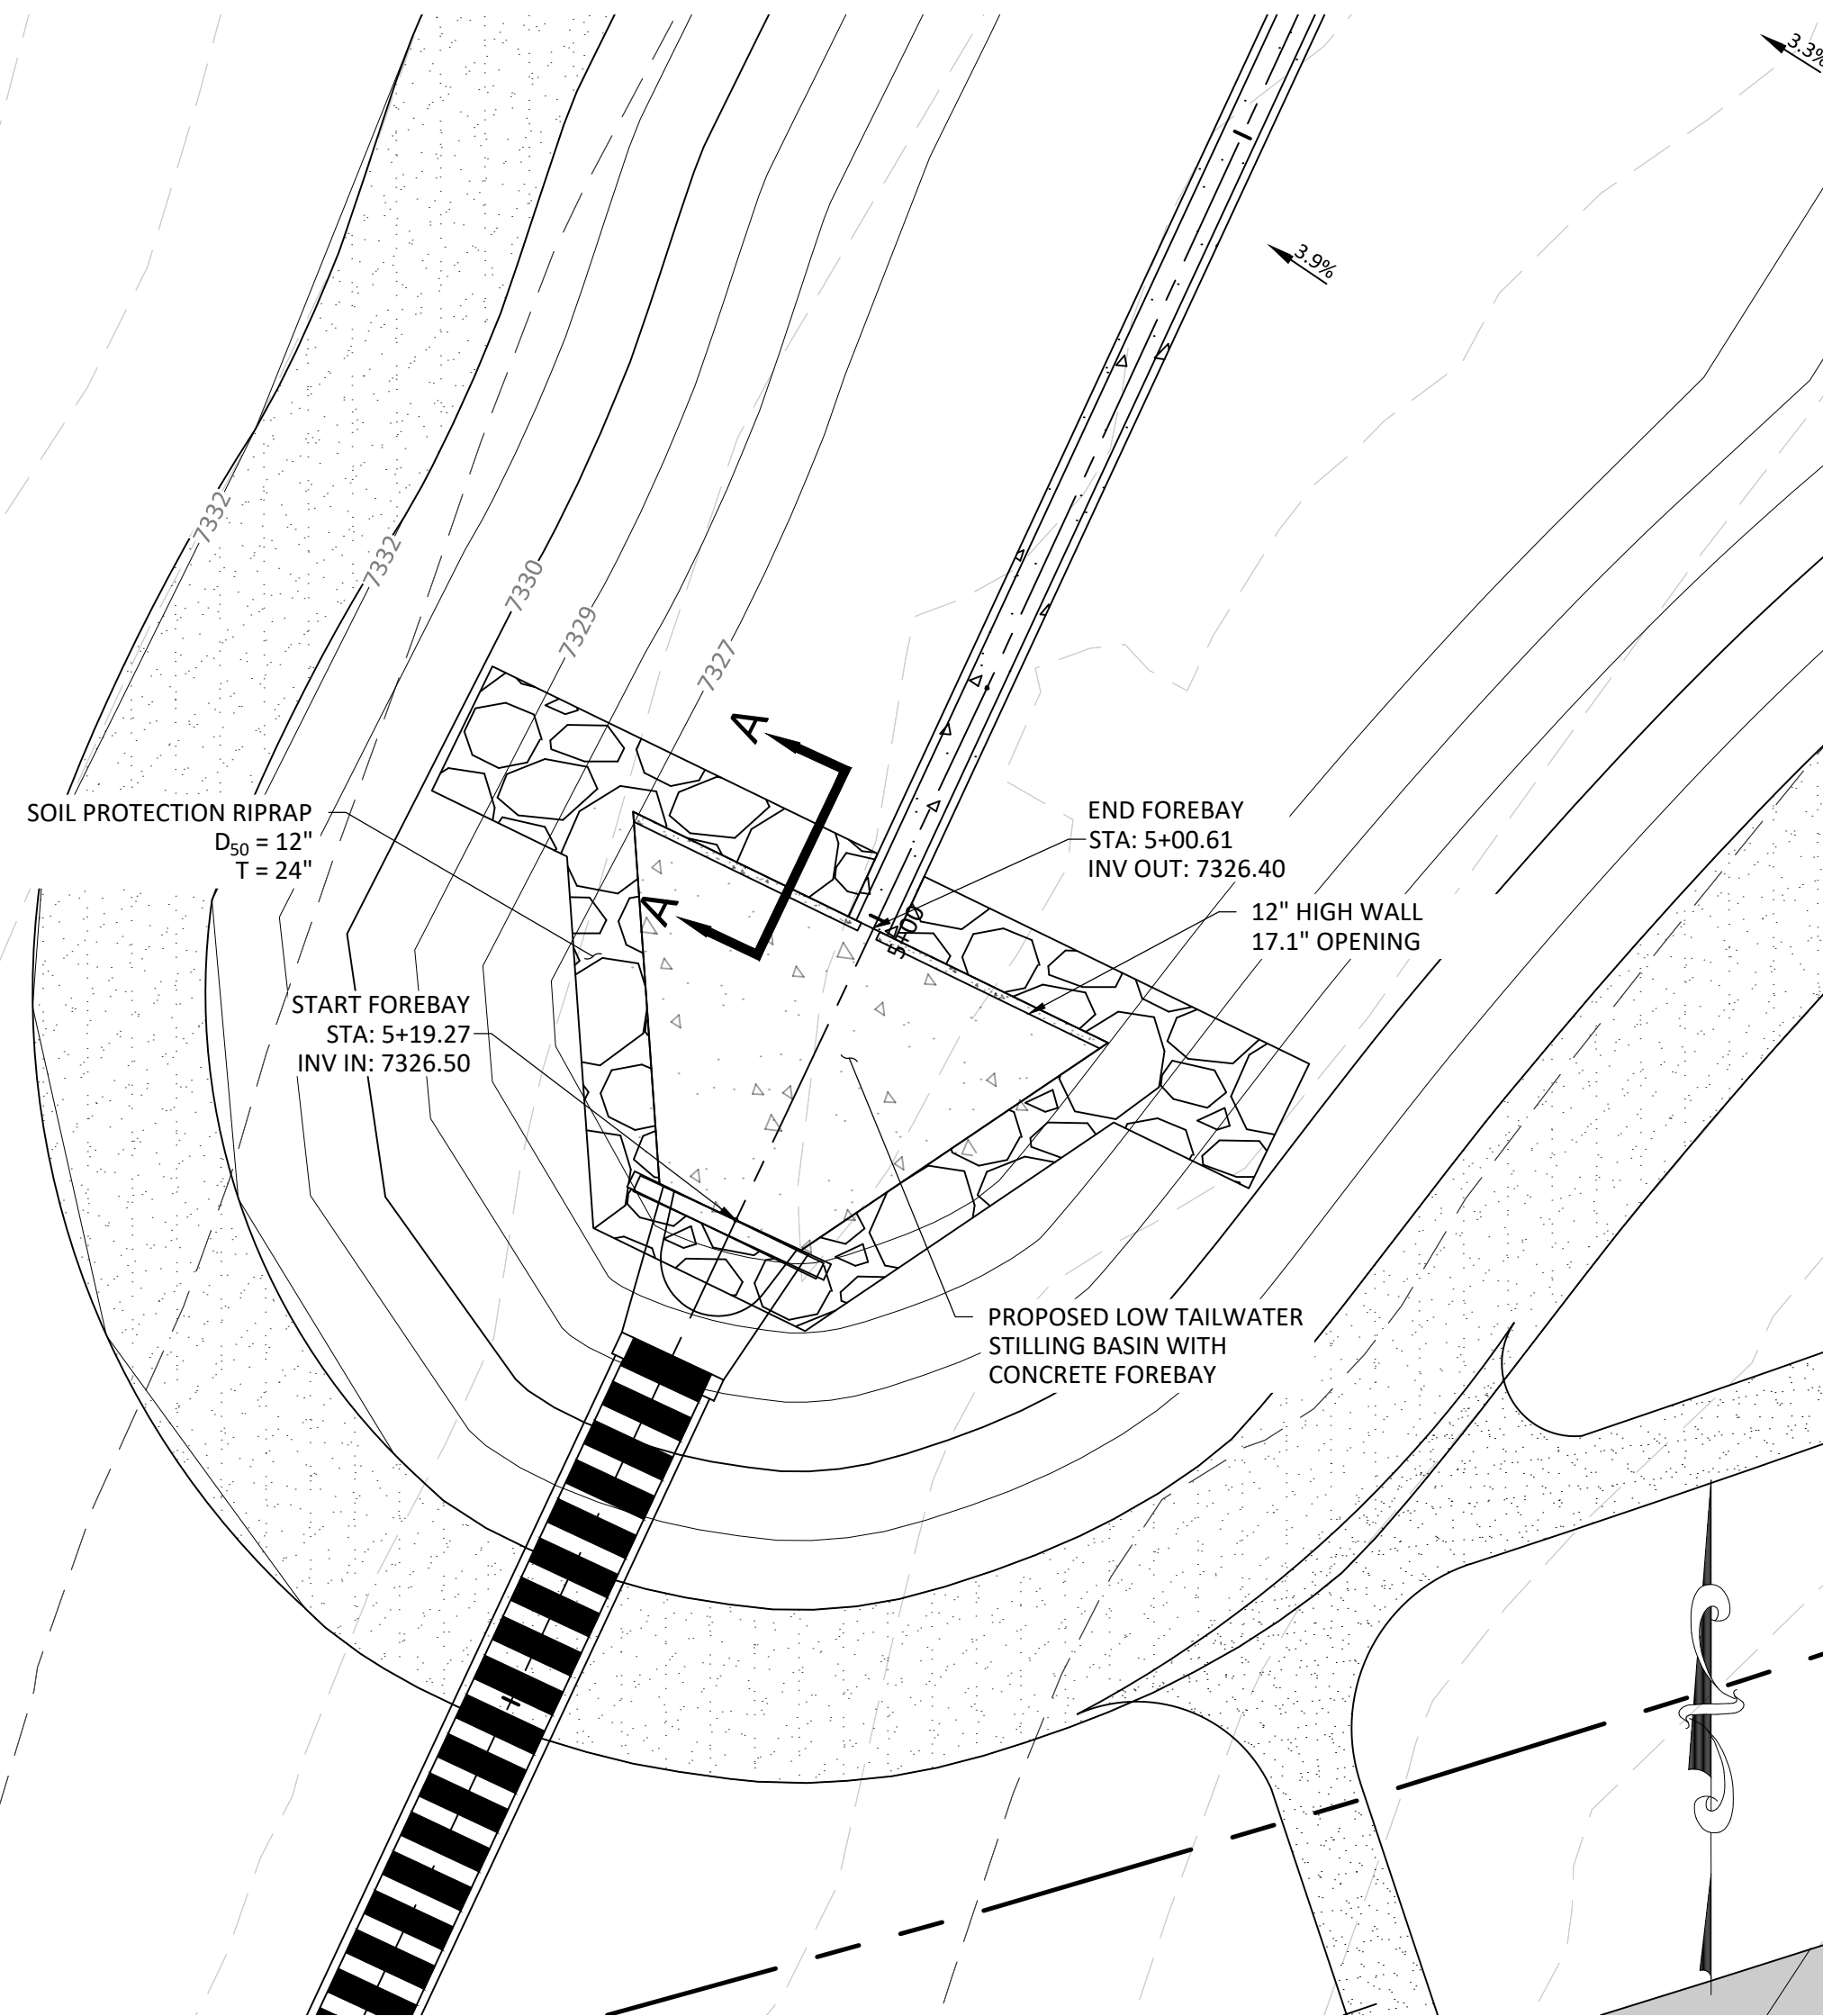 3.3%
3.9%
7332
7332
7330
7329
7327
A
A
SOIL PROTECTION RIPRAP
D₅₀ = 12"
T = 24"
END FOREBAY
STA: 5+00.61
INV OUT: 7326.40
5+00
12" HIGH WALL
17.1" OPENING
START FOREBAY
STA: 5+19.27
INV IN: 7326.50
PROPOSED LOW TAILWATER
STILLING BASIN WITH
CONCRETE FOREBAY